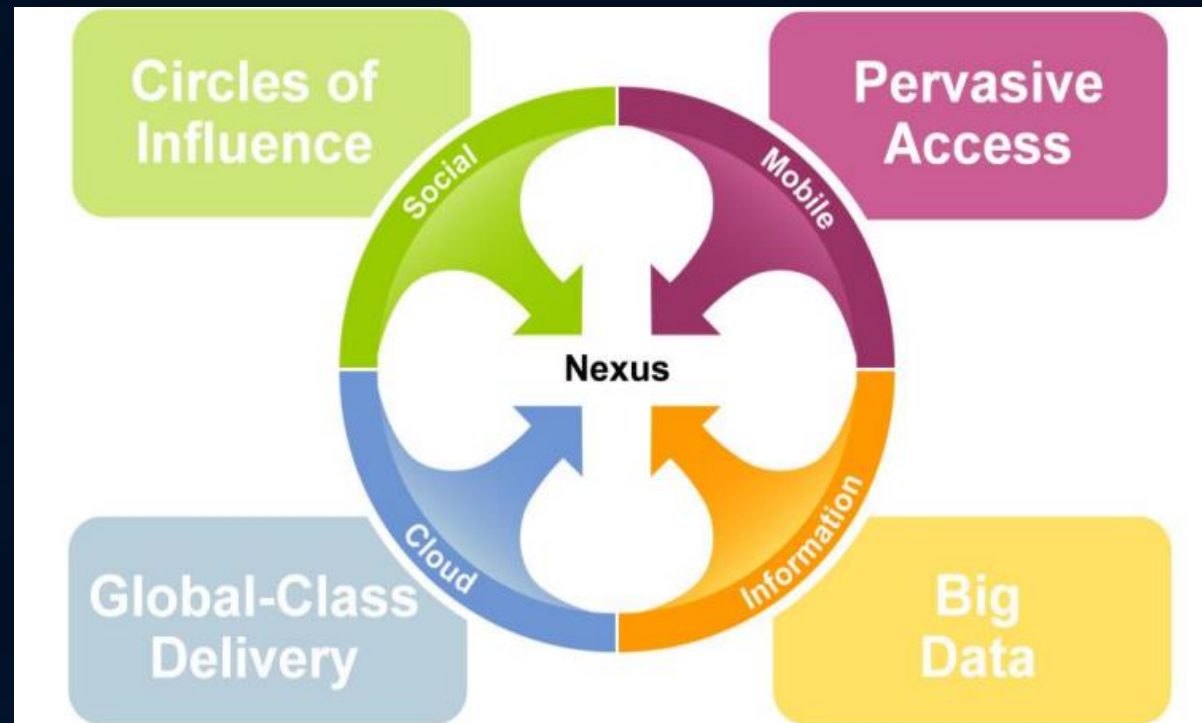 Circles of
Influence
Pervasive
Access
Social
Mobile
Nexus
Cloud
Information
Global-Class
Delivery
Big
Data